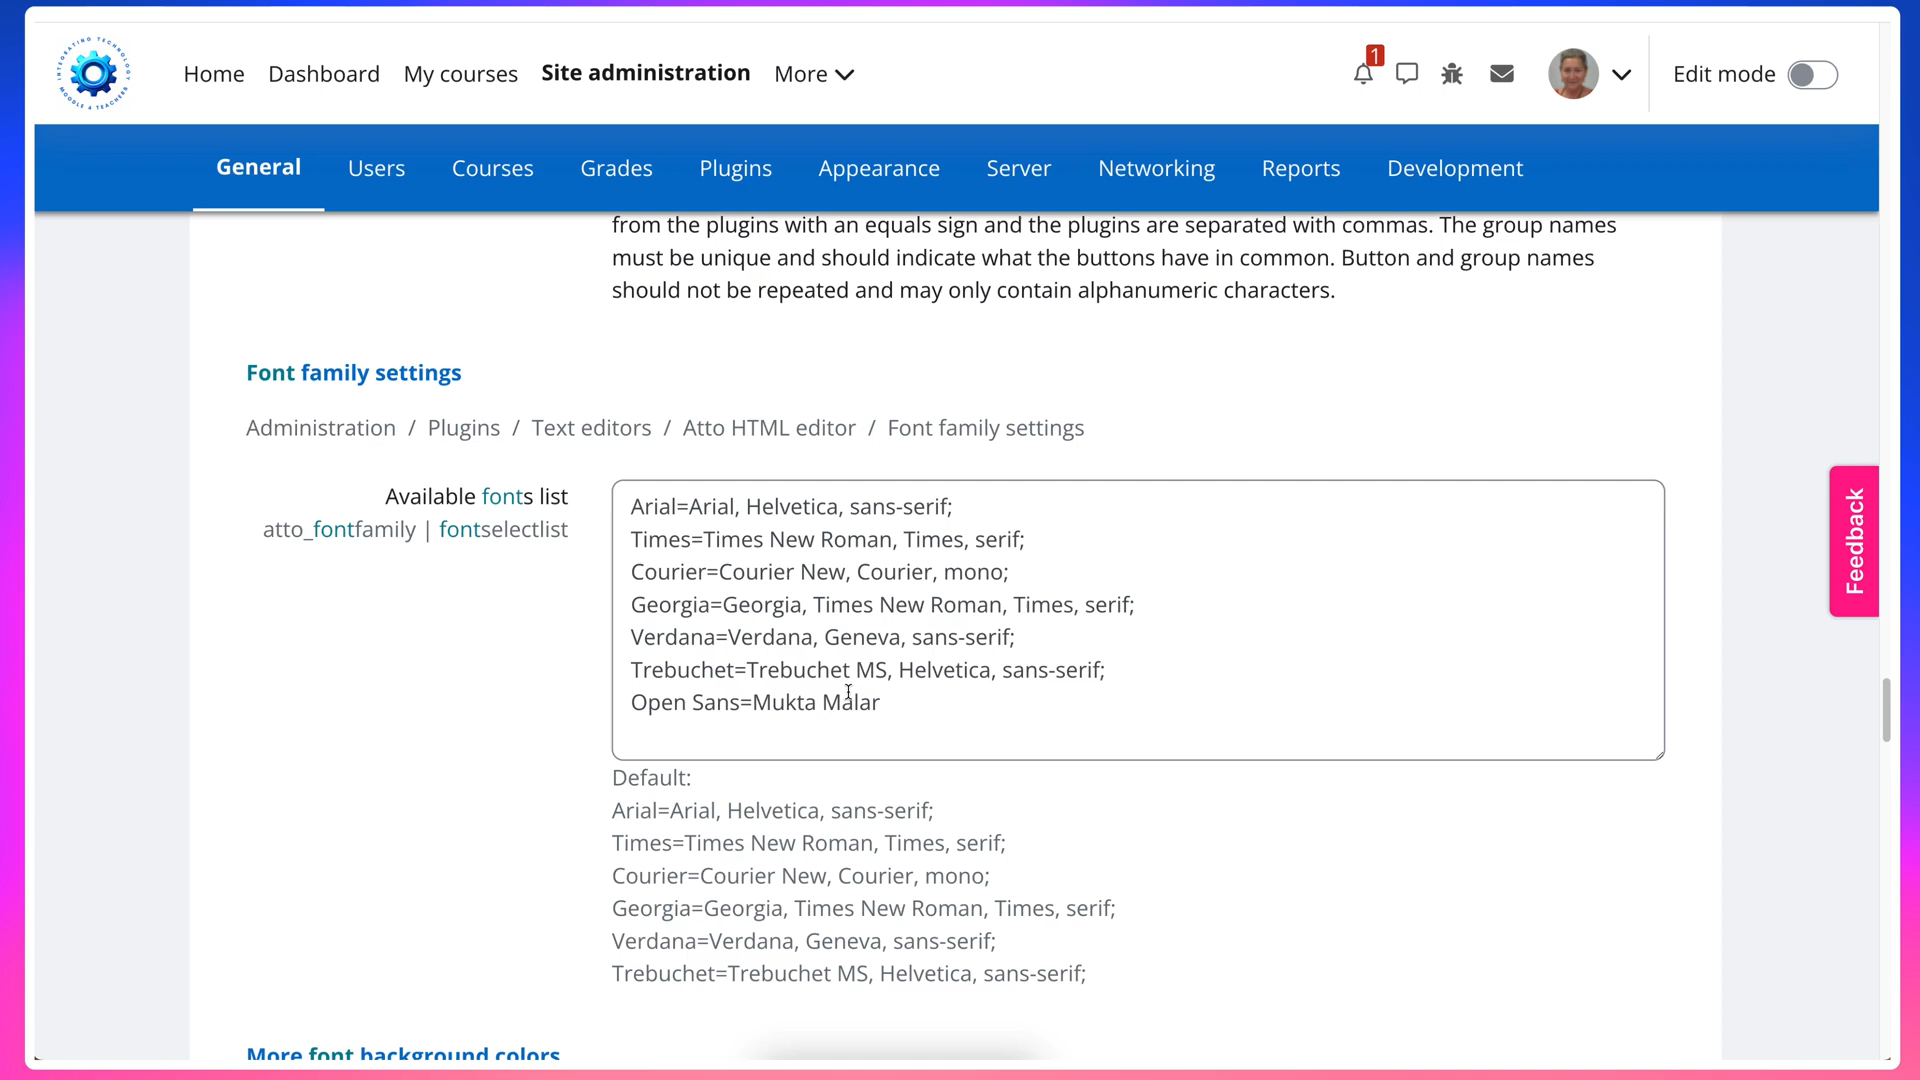 INTEGRATING TECHNOLOGY
MOODLE 4 TEACHERS
Home Dashboard My courses Site administration More
1
Edit mode
General Users Courses Grades Plugins Appearance Server Networking Reports Development
from the plugins with an equals sign and the plugins are separated with commas. The group names
must be unique and should indicate what the buttons have in common. Button and group names
should not be repeated and may only contain alphanumeric characters.
Font family settings
Administration / Plugins / Text editors / Atto HTML editor / Font family settings
Available fonts list
atto_fontfamily | fontselectlist
Arial=Arial, Helvetica, sans-serif;
Times=Times New Roman, Times, serif;
Courier=Courier New, Courier, mono;
Georgia=Georgia, Times New Roman, Times, serif;
Verdana=Verdana, Geneva, sans-serif;
Trebuchet=Trebuchet MS, Helvetica, sans-serif;
Open Sans=Mukta Malar
Default:
Arial=Arial, Helvetica, sans-serif;
Times=Times New Roman, Times, serif;
Courier=Courier New, Courier, mono;
Georgia=Georgia, Times New Roman, Times, serif;
Verdana=Verdana, Geneva, sans-serif;
Trebuchet=Trebuchet MS, Helvetica, sans-serif;
More font background colors
Feedback